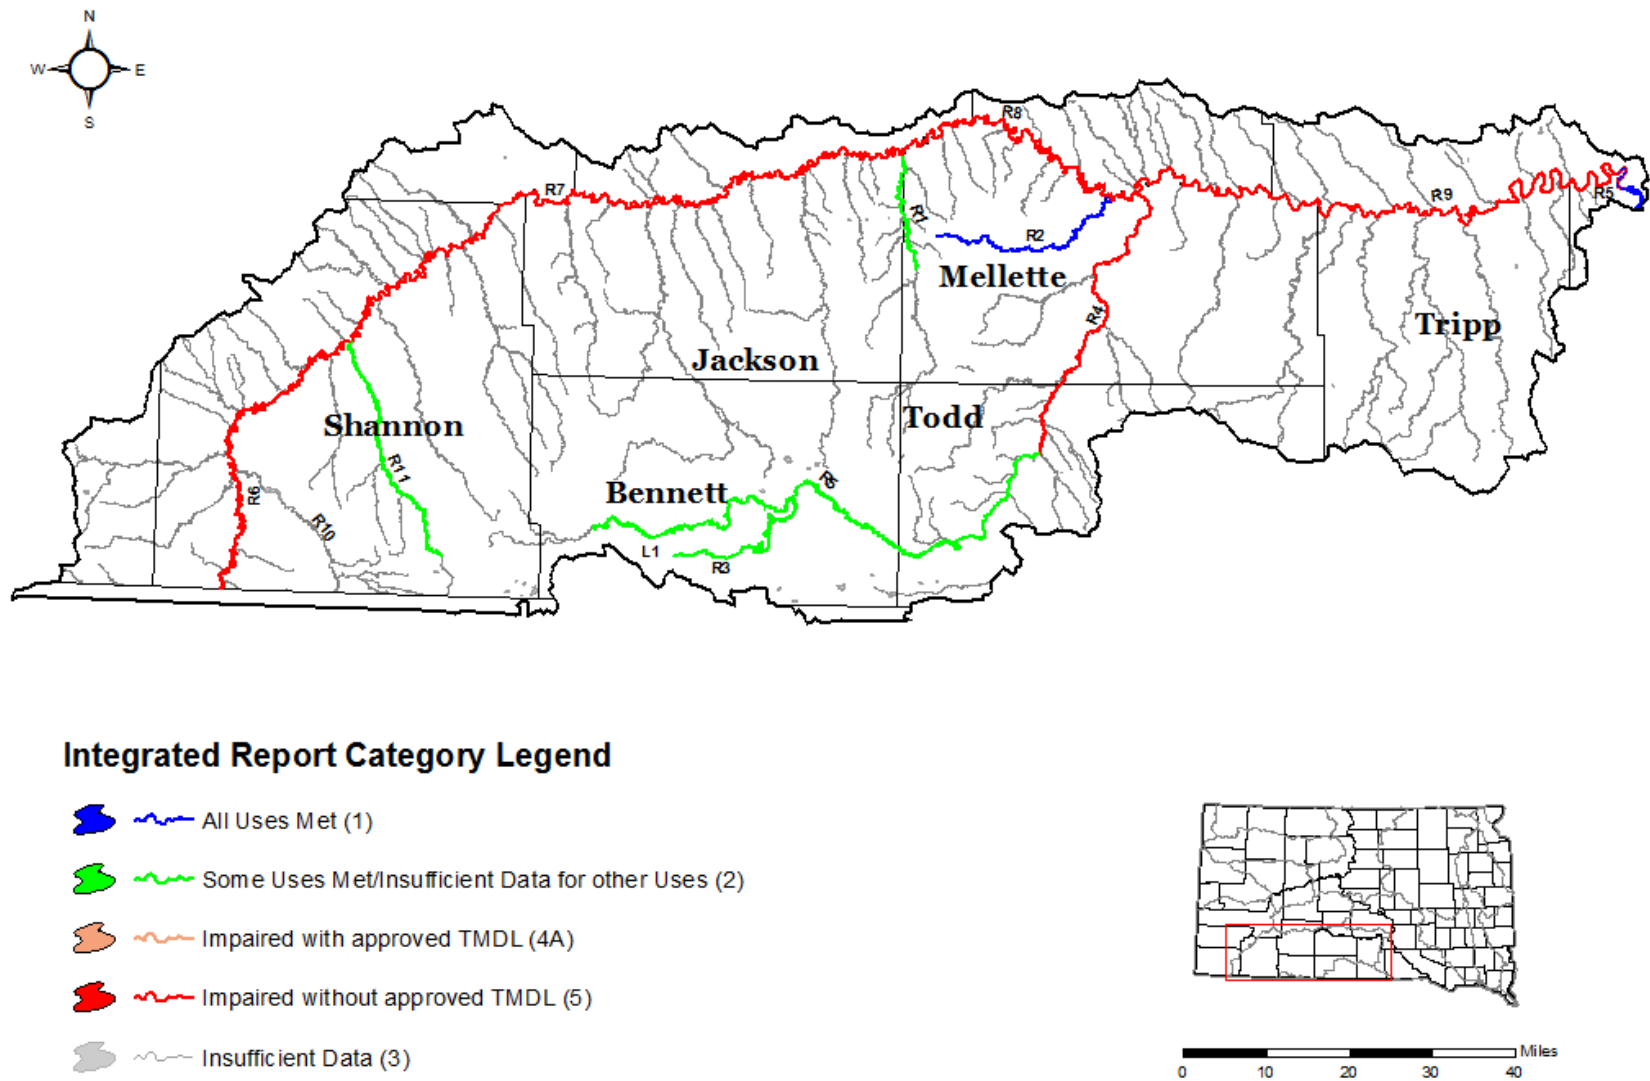 N
W E
S
R8
R7
R5
R9
R1
R2
Mellette
R4
Tripp
Jackson
Shannon
Todd
R11
R6
R10
Bennett
R5
L1
R3
Integrated Report Category Legend
All Uses Met (1)
Some Uses Met/Insufficient Data for other Uses (2)
Impaired with approved TMDL (4A)
Impaired without approved TMDL (5)
Insufficient Data (3)
Miles
0 10 20 30 40